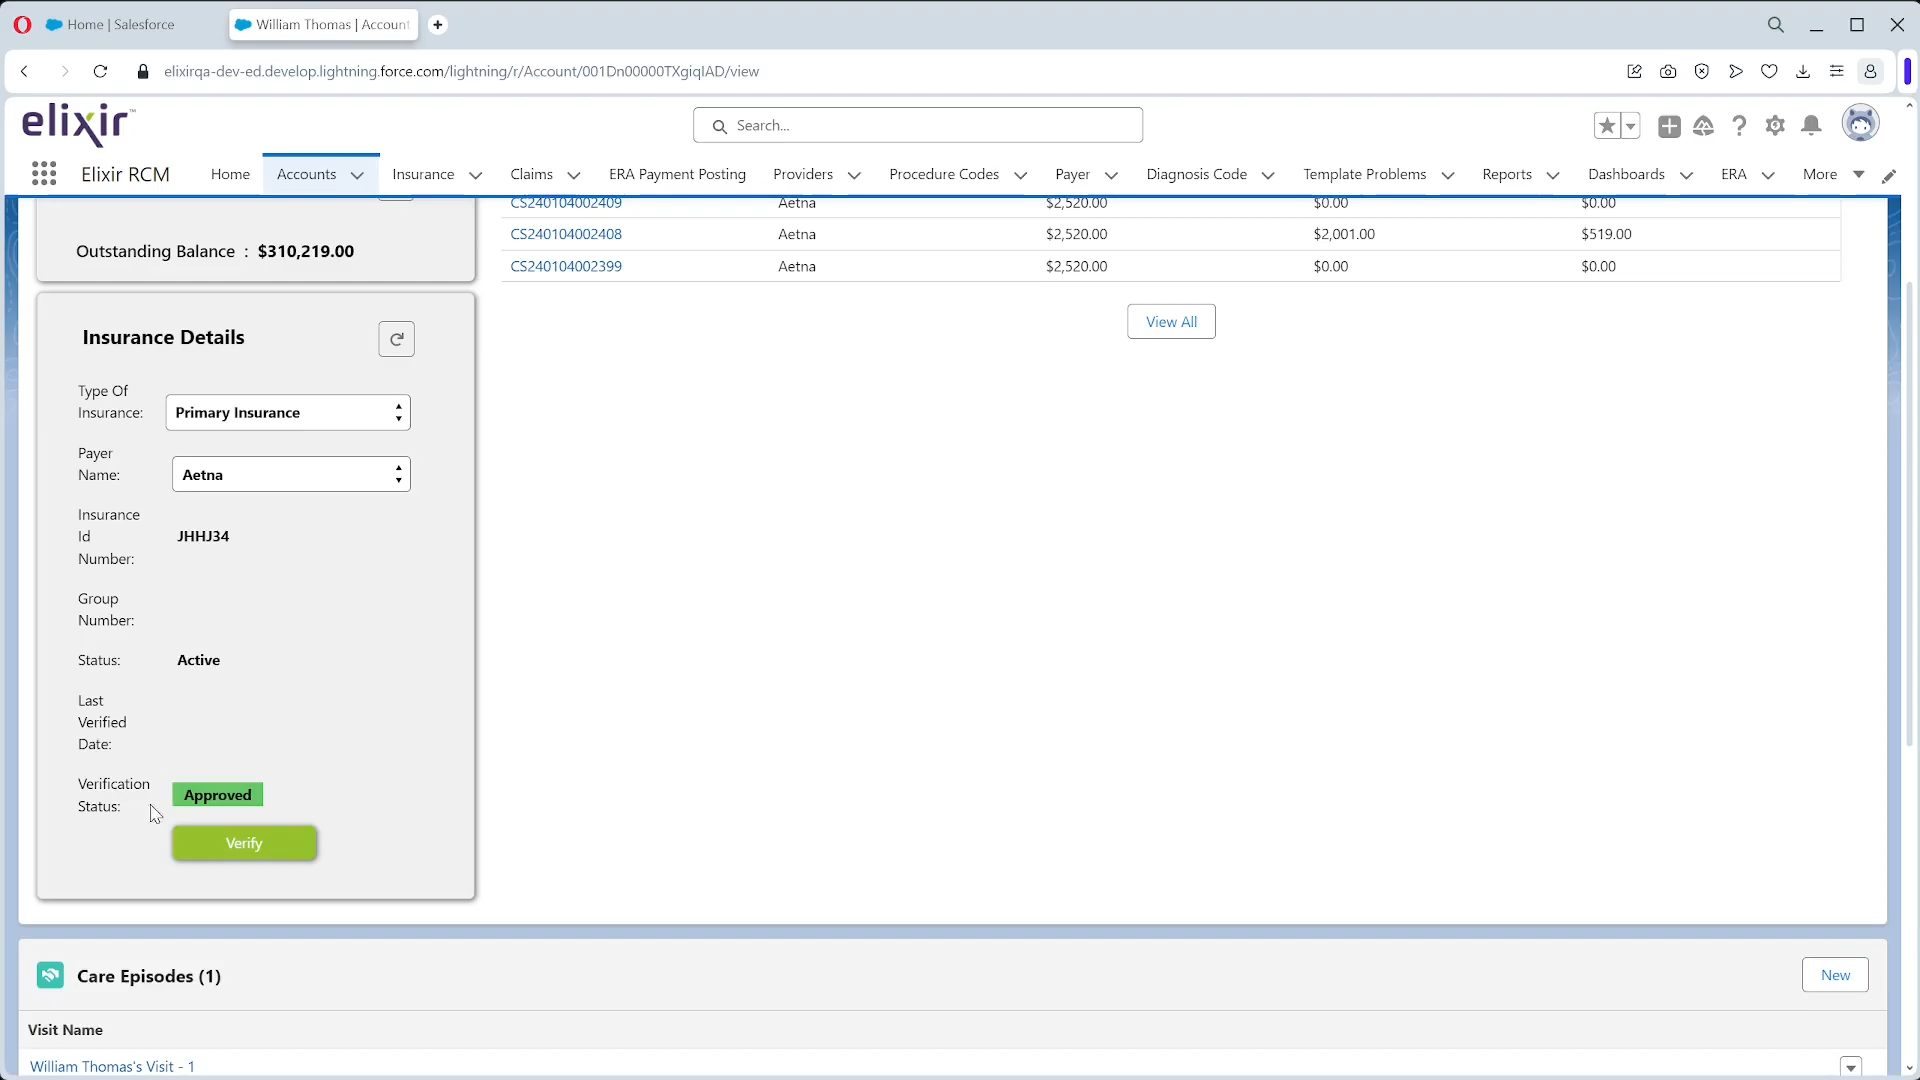 Home | Salesforce
William Thomas | Account
elixirqa-dev-ed.develop.lightning.force.com/lightning/r/Account/001Dn00000TXgiqIAD/view
elixir™
Search...
Elixir RCM
Home
Accounts
Insurance
Claims
ERA Payment Posting
Providers
Procedure Codes
Payer
Diagnosis Code
Template Problems
Reports
Dashboards
ERA
More
CS240104002409 Aetna $2,520.00 $0.00 $0.00
CS240104002408 Aetna $2,520.00 $2,001.00 $519.00
CS240104002399 Aetna $2,520.00 $0.00 $0.00
View All
Outstanding Balance : $310,219.00
Insurance Details
Type Of
Insurance:
Primary Insurance
Payer
Name:
Aetna
Insurance
Id
Number:
JHHJ34
Group
Number:
Status: Active
Last
Verified
Date:
Verification
Status:
Approved
Verify
Care Episodes (1)
New
Visit Name
William Thomas's Visit - 1